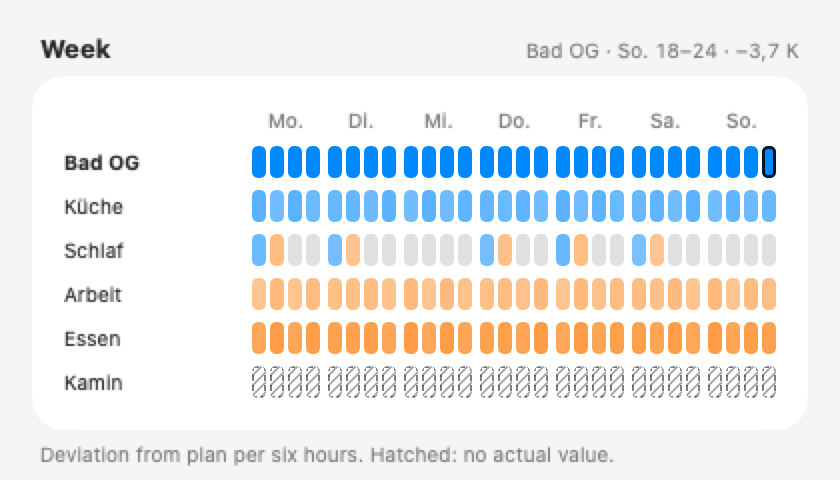 Week
Bad OG · So. 18–24 · −3,7 K
Mo. Di. Mi. Do. Fr. Sa. So.
Bad OG
Küche
Schlaf
Arbeit
Essen
Kamin
Deviation from plan per six hours. Hatched: no actual value.